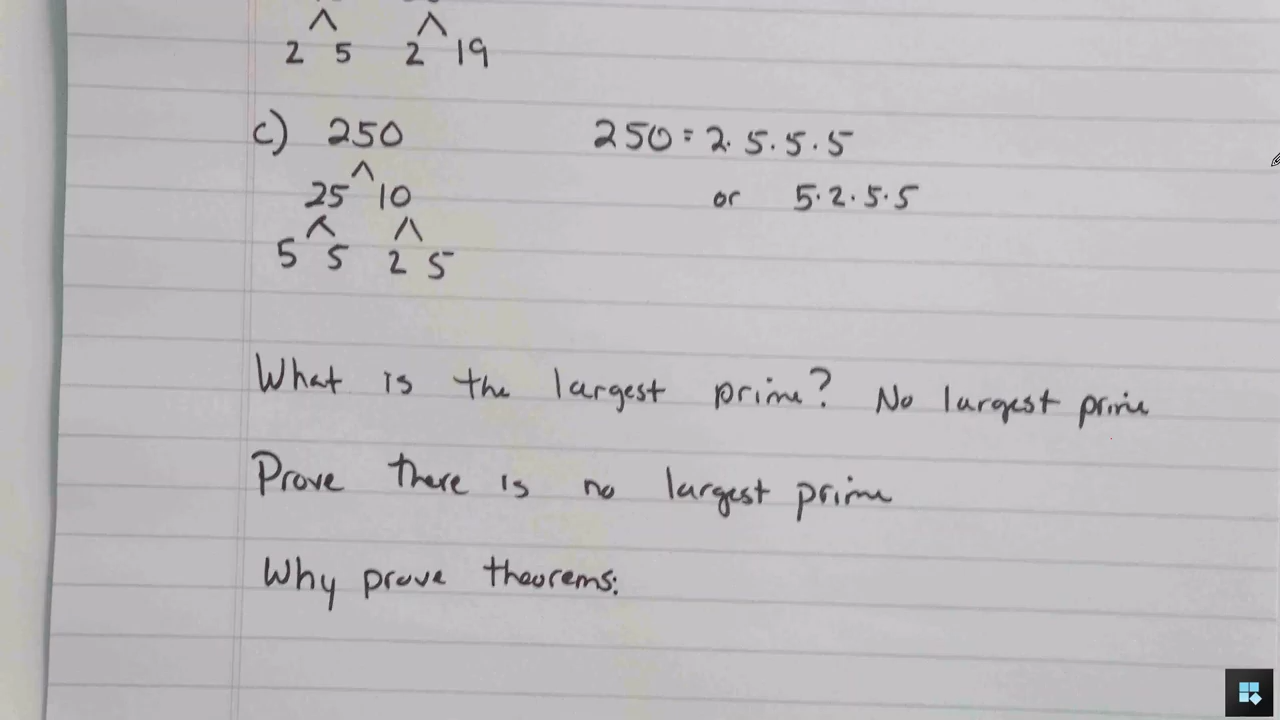 2 5 2 19
c) 250 250 = 2·5·5·5
25 10 or 5·2·5·5
5 5 2 5
What is the largest prime? No largest prime
Prove there is no largest prime
Why prove theorems: